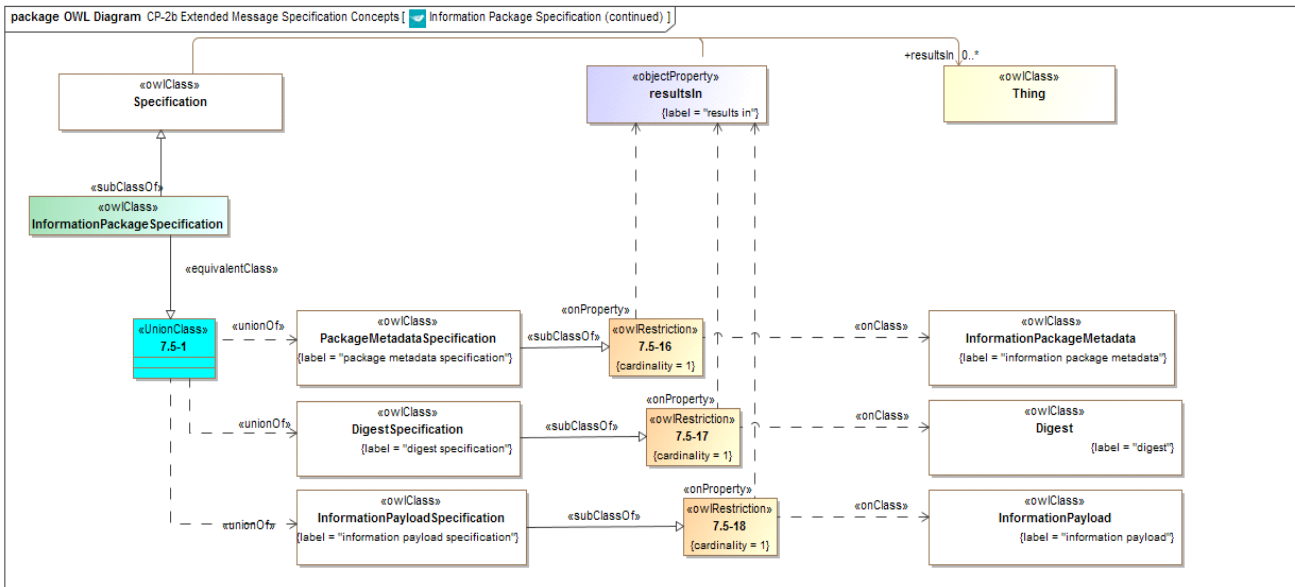 package OWL Diagram CP-2b Extended Message Specification Concepts [ Information Package Specification (continued) ]
+resultsIn 0..*
«owlClass»
Specification
«objectProperty»
resultsIn
{label = "results in"}
«owlClass»
Thing
«subClassOf»
«owlClass»
InformationPackageSpecification
«equivalentClass»
«UnionClass»
7.5-1
«unionOf»
«owlClass»
PackageMetadataSpecification
{label = "package metadata specification"}
«subClassOf»
«onProperty»
«owlRestriction»
7.5-16
{cardinality = 1}
«onClass»
«owlClass»
InformationPackageMetadata
{label = "information package metadata"}
«unionOf»
«owlClass»
DigestSpecification
{label = "digest specification"}
«subClassOf»
«onProperty»
«owlRestriction»
7.5-17
{cardinality = 1}
«onClass»
«owlClass»
Digest
{label = "digest"}
«unionOf»
«owlClass»
InformationPayloadSpecification
{label = "information payload specification"}
«subClassOf»
«onProperty»
«owlRestriction»
7.5-18
{cardinality = 1}
«onClass»
«owlClass»
InformationPayload
{label = "information payload"}